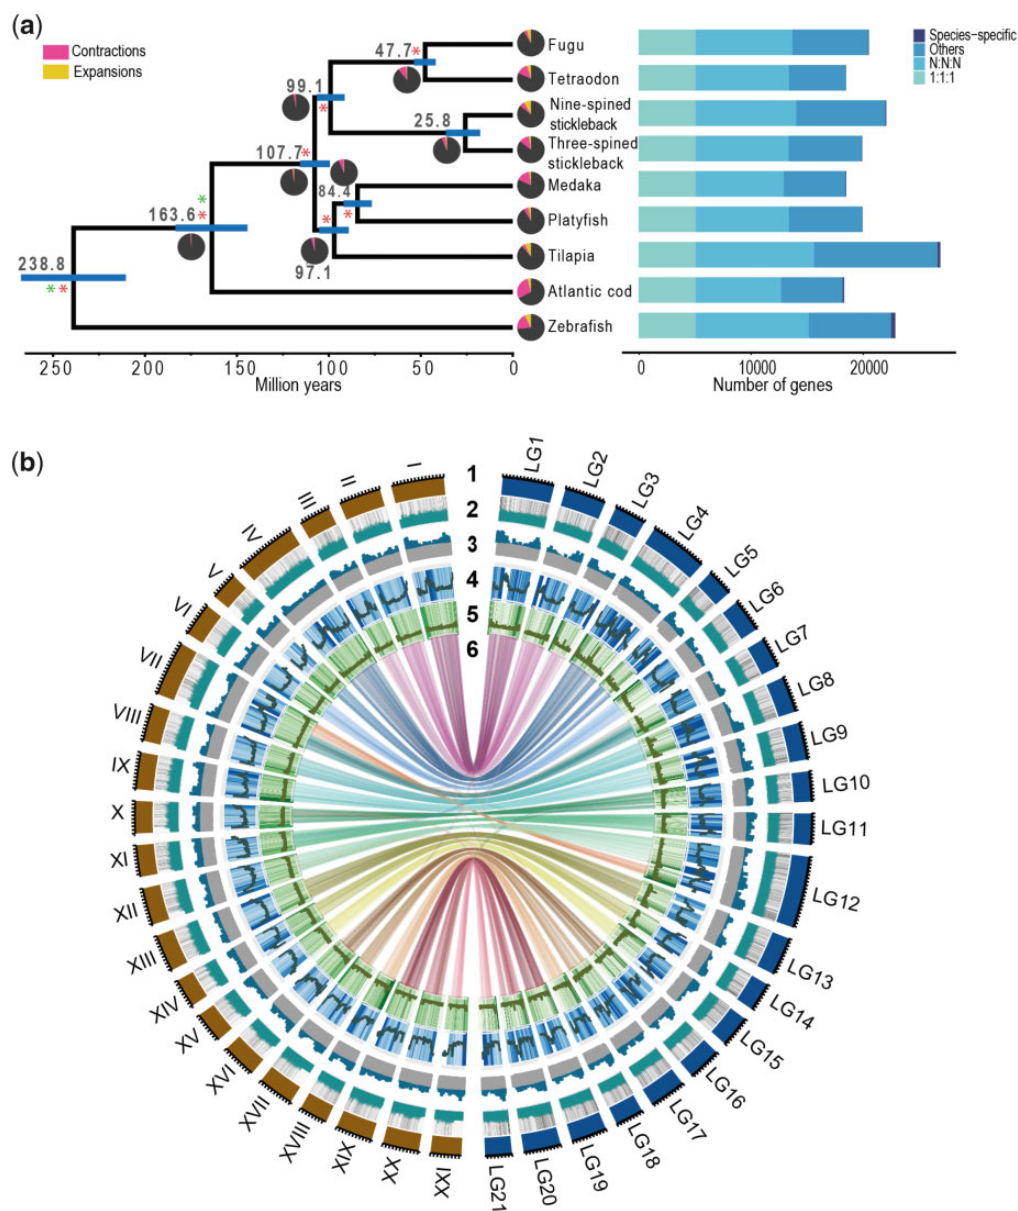 (a)
Contractions
Expansions
47.7*
Fugu
Tetraodon
99.1
*
25.8
Nine-spined
stickleback
Three-spined
stickleback
107.7*
84.4
*
*
Medaka
Platyfish
Tilapia
97.1
*
163.6*
238.8
**
Atlantic cod
Zebrafish
250
200
150
100
50
0
Million years
Species-specific
Others
N:N:N
1:1:1
0
10000
20000
Number of genes
(b)
1
2
3
4
5
6
I
II
III
IV
V
VI
VII
VIII
IX
X
XI
XII
XIII
XIV
XV
XVI
XVII
XVIII
XIX
XX
XXI
LG1
LG2
LG3
LG4
LG5
LG6
LG7
LG8
LG9
LG10
LG11
LG12
LG13
LG14
LG15
LG16
LG17
LG18
LG19
LG20
LG21